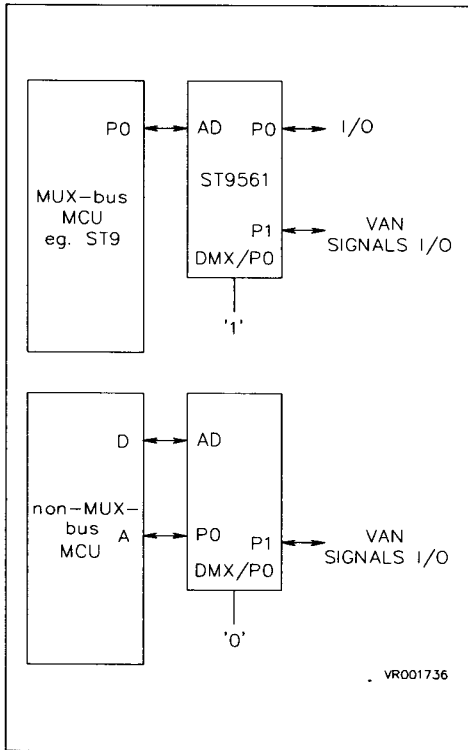 P0 AD P0 I/O
ST9561
MUX-bus
MCU
eg. ST9
P1 VAN
SIGNALS I/O
DMX/P0
'1'
D AD
non-MUX-
bus
MCU
A P0
P1 VAN
SIGNALS I/O
DMX/P0
'0'
VR001736